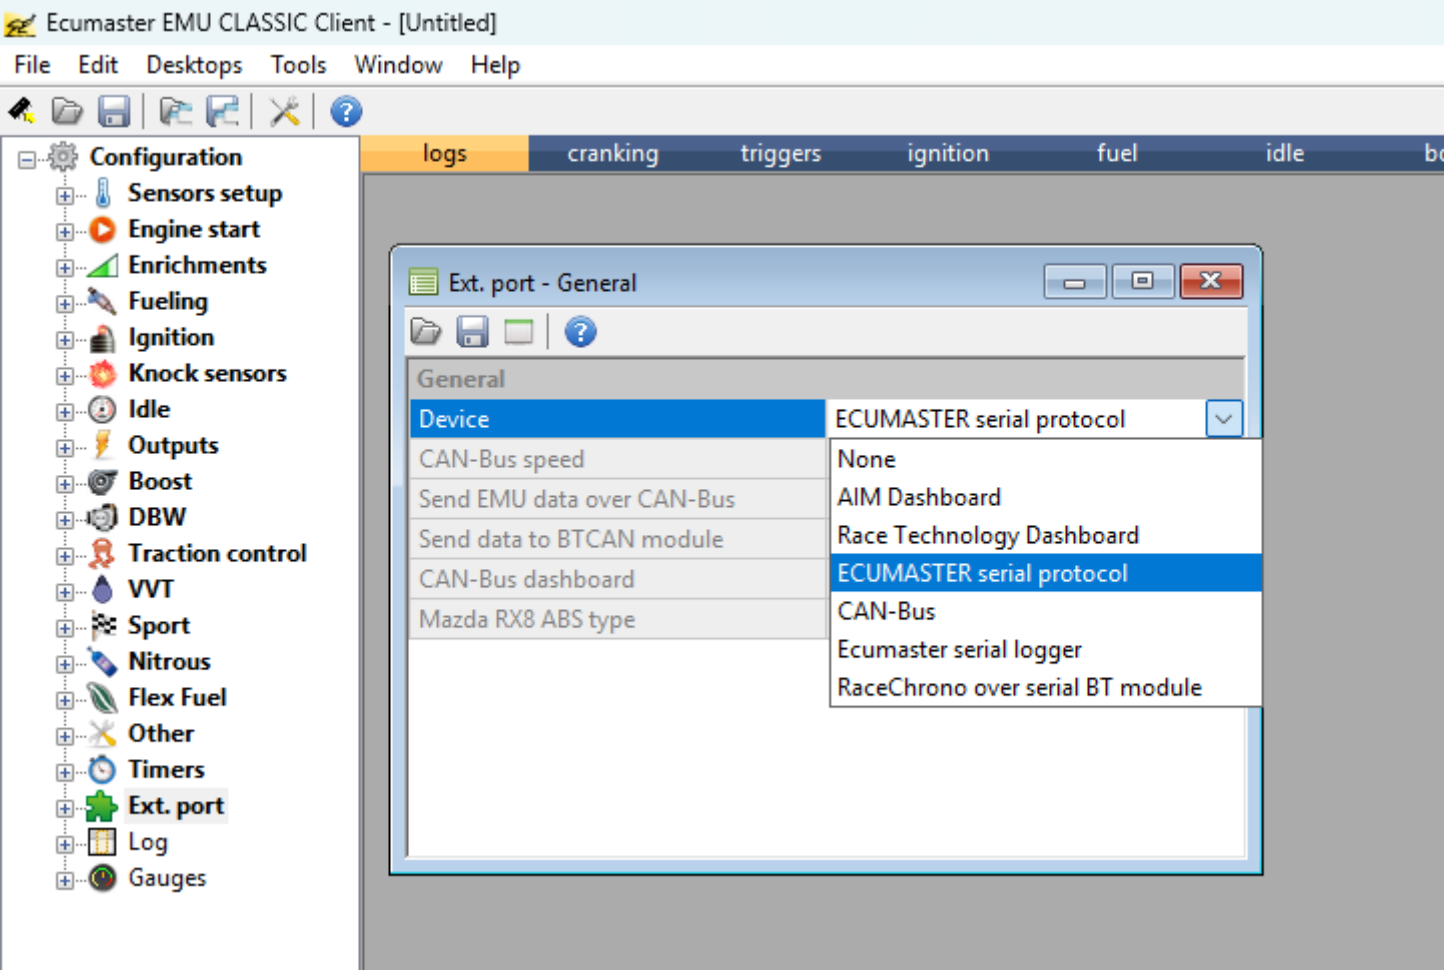 Ecumaster EMU CLASSIC Client - [Untitled]
File Edit Desktops Tools Window Help
Configuration
Sensors setup
Engine start
Enrichments
Fueling
Ignition
Knock sensors
Idle
Outputs
Boost
DBW
Traction control
VVT
Sport
Nitrous
Flex Fuel
Other
Timers
Ext. port
Log
Gauges
logs cranking triggers ignition fuel idle
Ext. port - General
General
Device ECUMASTER serial protocol
CAN-Bus speed
Send EMU data over CAN-Bus
Send data to BTCAN module
CAN-Bus dashboard
Mazda RX8 ABS type
None
AIM Dashboard
Race Technology Dashboard
ECUMASTER serial protocol
CAN-Bus
Ecumaster serial logger
RaceChrono over serial BT module